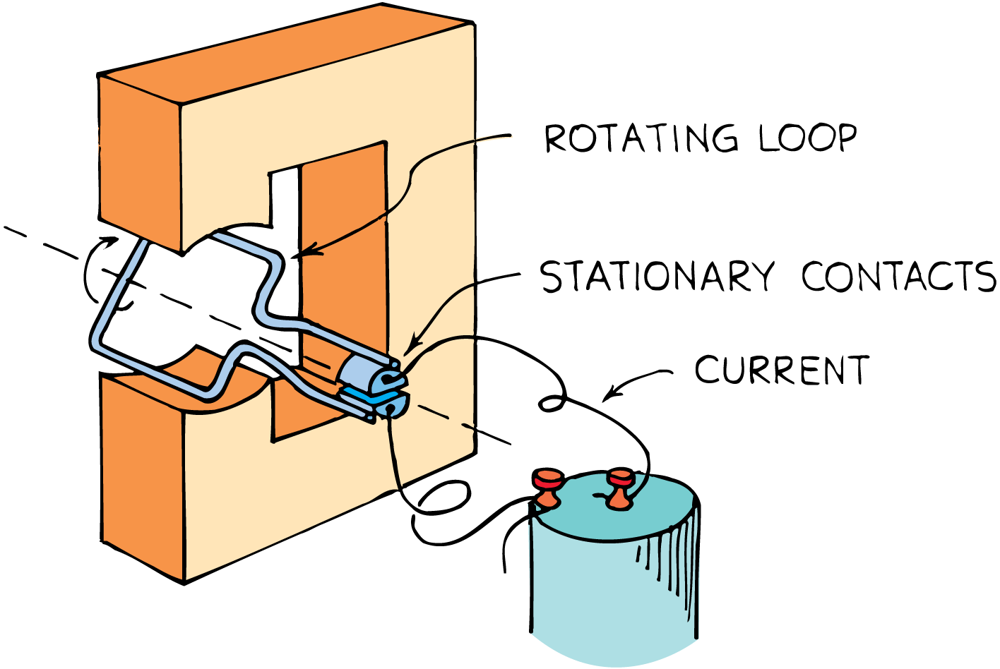 ROTATING LOOP
STATIONARY CONTACTS
CURRENT